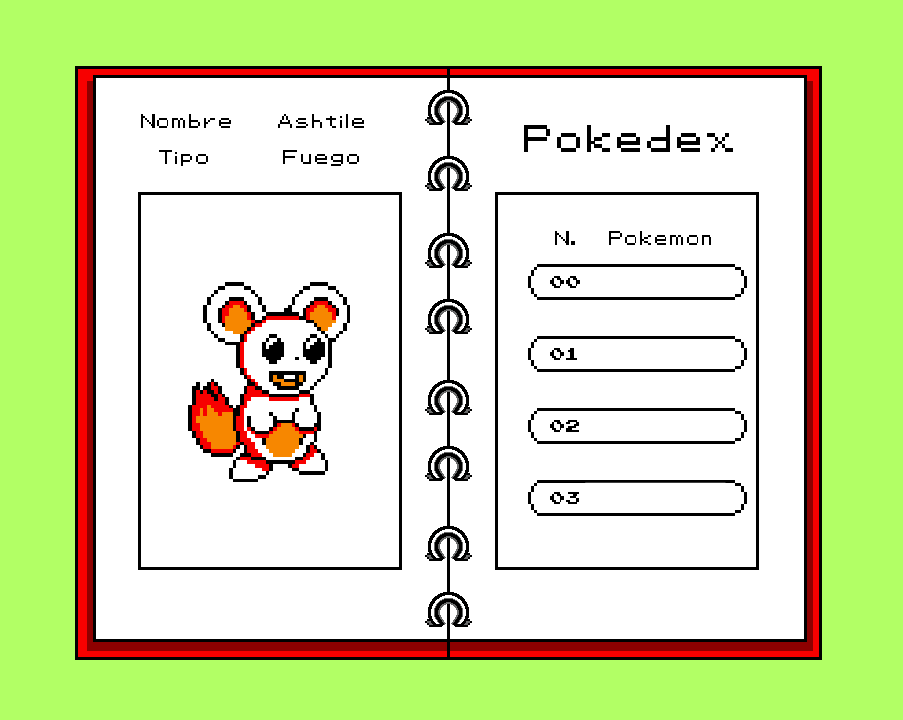 Nombre Ashtile
Tipo Fuego
Pokedex
N. Pokemon
00
01
02
03